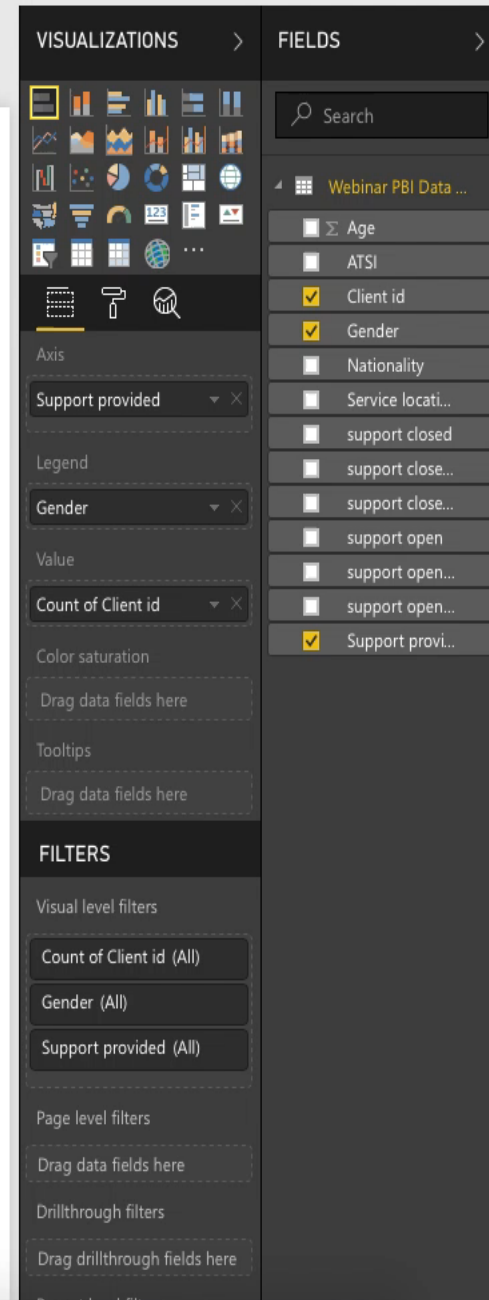 VISUALIZATIONS
123
Axis
Support provided
Legend
Gender
Value
Count of Client id
Color saturation
Drag data fields here
Tooltips
Drag data fields here
FILTERS
Visual level filters
Count of Client id (All)
Gender (All)
Support provided (All)
Page level filters
Drag data fields here
Drillthrough filters
Drag drillthrough fields here
FIELDS
Search
Webinar PBI Data ...
Σ Age
ATSI
Client id
Gender
Nationality
Service locati...
support closed
support close...
support close...
support open
support open...
support open...
Support provi...